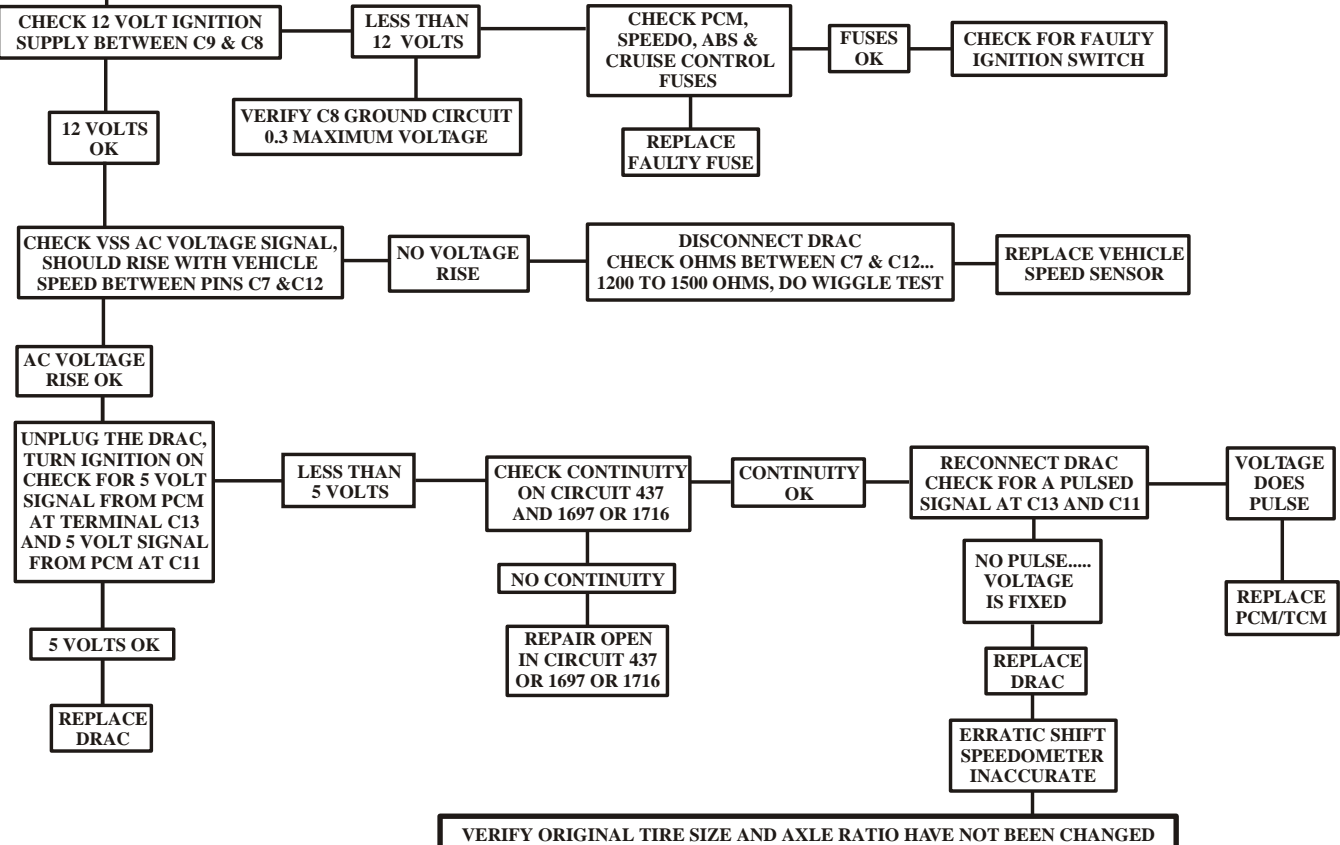 CHECK 12 VOLT IGNITION
SUPPLY BETWEEN C9 & C8
LESS THAN
12 VOLTS
CHECK PCM,
SPEEDO, ABS &
CRUISE CONTROL
FUSES
FUSES
OK
CHECK FOR FAULTY
IGNITION SWITCH
VERIFY C8 GROUND CIRCUIT
0.3 MAXIMUM VOLTAGE
12 VOLTS
OK
REPLACE
FAULTY FUSE
CHECK VSS AC VOLTAGE SIGNAL,
SHOULD RISE WITH VEHICLE
SPEED BETWEEN PINS C7 &C12
NO VOLTAGE
RISE
DISCONNECT DRAC
CHECK OHMS BETWEEN C7 & C12...
1200 TO 1500 OHMS, DO WIGGLE TEST
REPLACE VEHICLE
SPEED SENSOR
AC VOLTAGE
RISE OK
UNPLUG THE DRAC,
TURN IGNITION ON
CHECK FOR 5 VOLT
SIGNAL FROM PCM
AT TERMINAL C13
AND 5 VOLT SIGNAL
FROM PCM AT C11
LESS THAN
5 VOLTS
CHECK CONTINUITY
ON CIRCUIT 437
AND 1697 OR 1716
CONTINUITY
OK
RECONNECT DRAC
CHECK FOR A PULSED
SIGNAL AT C13 AND C11
VOLTAGE
DOES
PULSE
NO CONTINUITY
NO PULSE.....
VOLTAGE
IS FIXED
REPLACE
PCM/TCM
5 VOLTS OK
REPAIR OPEN
IN CIRCUIT 437
OR 1697 OR 1716
REPLACE
DRAC
REPLACE
DRAC
ERRATIC SHIFT
SPEEDOMETER
INACCURATE
VERIFY ORIGINAL TIRE SIZE AND AXLE RATIO HAVE NOT BEEN CHANGED